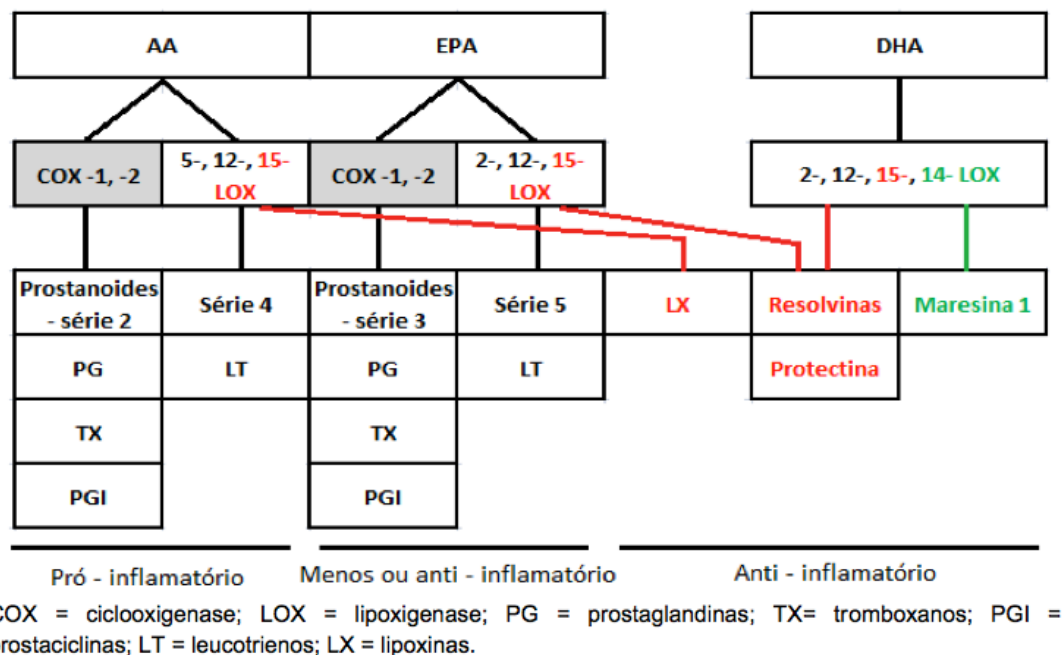 AA EPA DHA
COX -1, -2 5-, 12-, 15- LOX COX -1, -2 2-, 12-, 15- LOX 2-, 12-, 15-, 14- LOX
Prostanoides - série 2 Série 4 Prostanoides - série 3 Série 5 LX Resolvinas Maresina 1
PG LT PG LT Protectina
TX TX
PGI PGI
Pró - inflamatório Menos ou anti - inflamatório Anti - inflamatório
COX = ciclooxigenase; LOX = lipoxigenase; PG = prostaglandinas; TX= tromboxanos; PGI =
prostaciclinas; LT = leucotrienos; LX = lipoxinas.